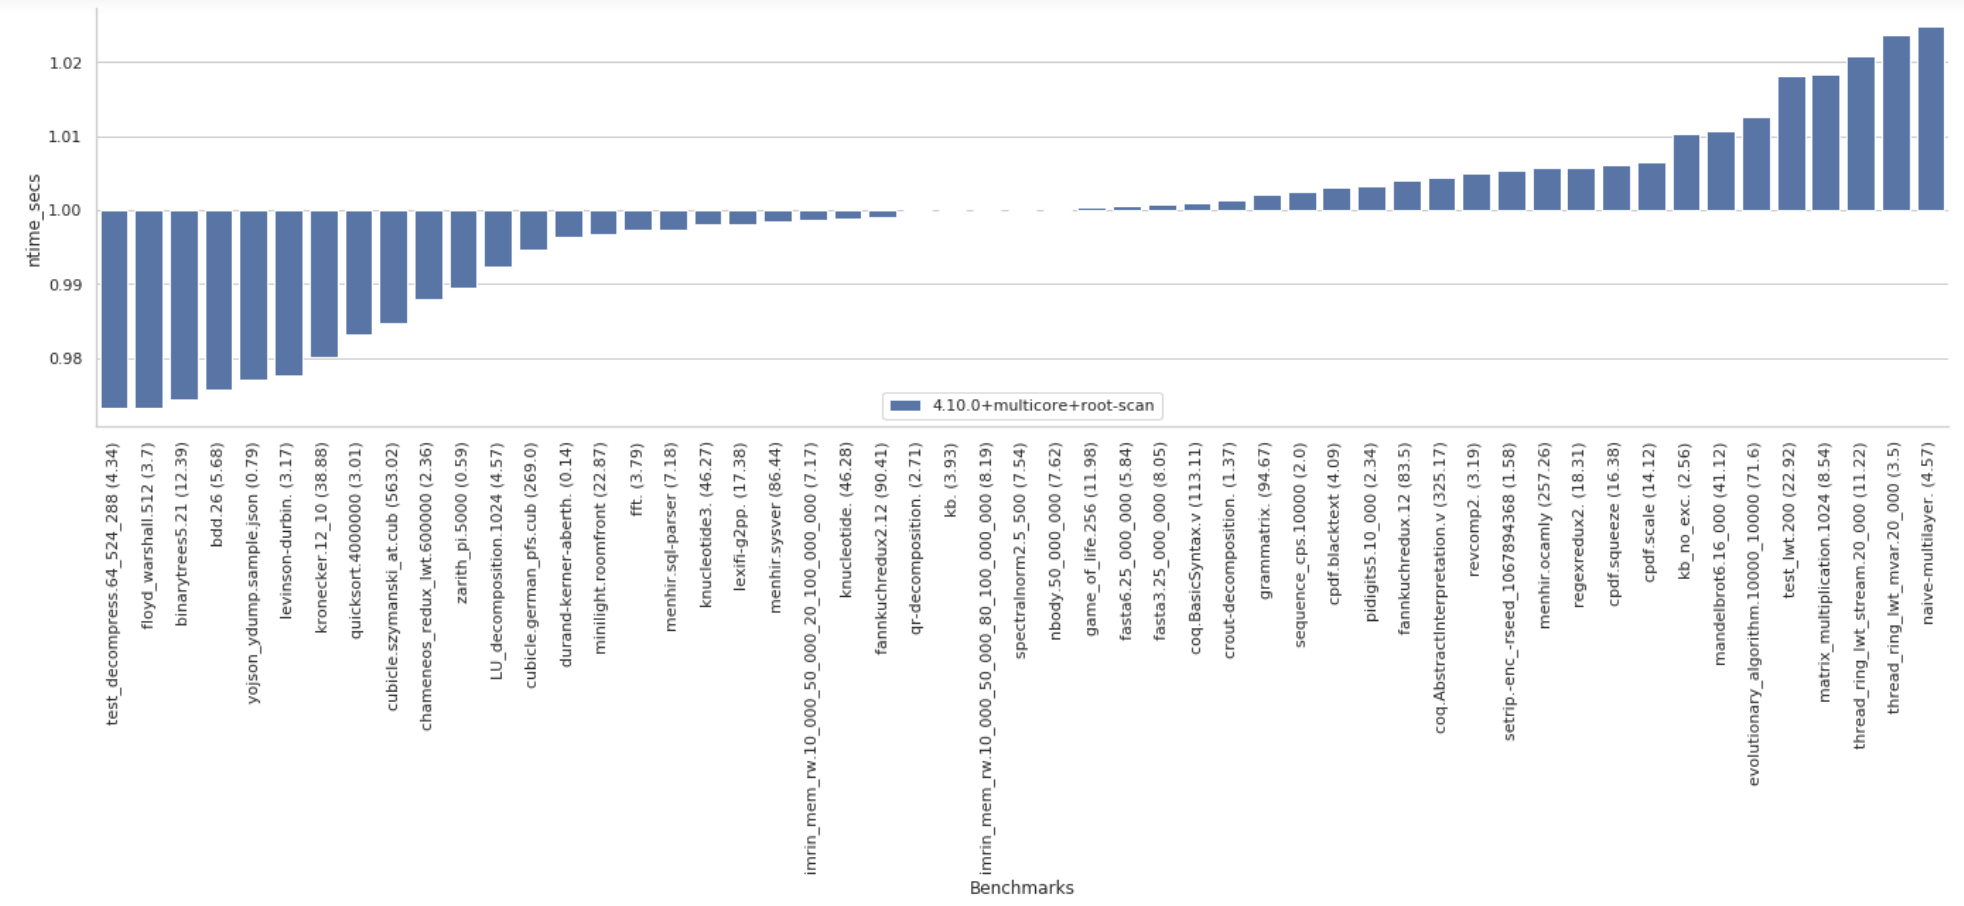 1.02
1.01
1.00
0.99
0.98
ntime_secs
4.10.0+multicore+root-scan
test_decompress.64_524_288 (4.34)
floyd_warshall.512 (3.7)
binarytrees5.21 (12.39)
bdd.26 (5.68)
yojson_ydump.sample.json (0.79)
levinson-durbin. (3.17)
kronecker.12_10 (38.88)
quicksort.4000000 (3.01)
cubicle.szymanski_at.cub (563.02)
chameneos_redux_lwt.600000 (2.36)
zarith_pi.5000 (0.59)
LU_decomposition.1024 (4.57)
cubicle.german_pfs.cub (269.0)
durand-kerner-aberth. (0.14)
minilight.roomfront (22.87)
fft. (3.79)
menhir.sql-parser (7.18)
knucleotide3. (46.27)
lexifi-g2pp. (17.38)
menhir.sysver (86.44)
imrin_mem_rw.10_000_50_000_20_100_000_000 (7.17)
knucleotide. (46.28)
fannkuchredux2.12 (90.41)
qr-decomposition. (2.71)
kb. (3.93)
imrin_mem_rw.10_000_50_000_80_100_000_000 (8.19)
spectralnorm2.5_500 (7.54)
nbody.50_000_000 (7.62)
game_of_life.256 (11.98)
fasta6.25_000_000 (5.84)
fasta3.25_000_000 (8.05)
coq.BasicSyntax.v (113.11)
crout-decomposition. (1.37)
grammatrix. (94.67)
sequence_cps.10000 (2.0)
cpdf.blacktext (4.09)
pidigits5.10_000 (2.34)
fannkuchredux.12 (83.5)
coq.AbstractInterpretation.v (325.17)
revcomp2. (3.19)
setrip.-enc_-rseed_1067894368 (1.58)
menhir.ocamly (257.26)
regexredux2. (18.31)
cpdf.squeeze (16.38)
cpdf.scale (14.12)
kb_no_exc. (2.56)
mandelbrot6.16_000 (41.12)
evolutionary_algorithm.10000_10000 (71.6)
test_lwt.200 (22.92)
matrix_multiplication.1024 (8.54)
thread_ring_lwt_stream.20_000 (11.22)
thread_ring_lwt_mvar.20_000 (3.5)
naive-multilayer. (4.57)
Benchmarks